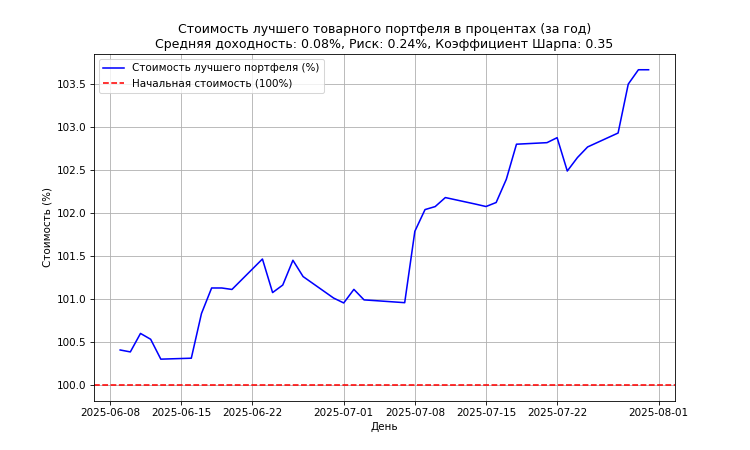 Стоимость лучшего товарного портфеля в процентах (за год)
Средняя доходность: 0.08%, Риск: 0.24%, Коэффициент Шарпа: 0.35
Стоимость лучшего портфеля (%)
Начальная стоимость (100%)
Стоимость (%)
103.5
103.0
102.5
102.0
101.5
101.0
100.5
100.0
2025-06-08
2025-06-15
2025-06-22
2025-07-01
2025-07-08
2025-07-15
2025-07-22
2025-08-01
День